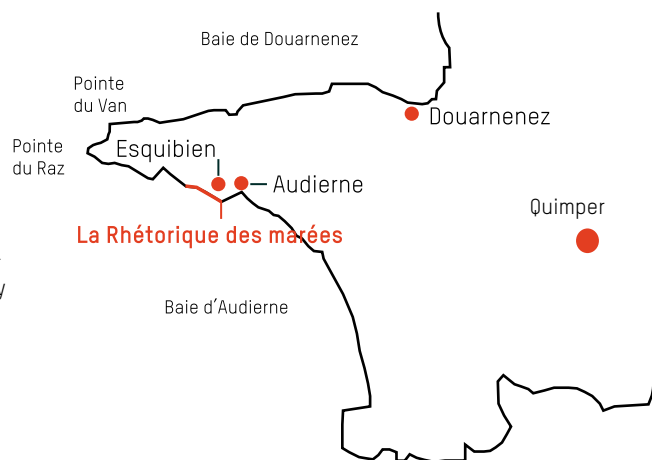 Baie de Douarnenez
Pointe
du Van
Douarnenez
Pointe
du Raz
Esquibien
Audierne
Quimper
La Rhétorique des marées
y
Baie d'Audierne